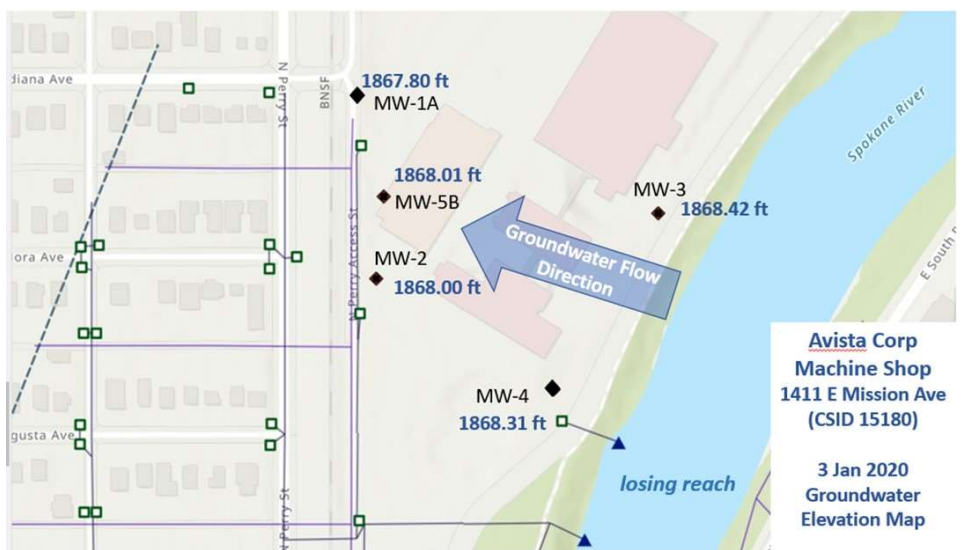 diana Ave
N Perry St
BNSF
1867.80 ft
MW-1A
1868.01 ft
MW-5B
MW-3
1868.42 ft
Spokane River
N Perry Access St
ora Ave
MW-2
1868.00 ft
Groundwater Flow
Direction
E South R
MW-4
1868.31 ft
gusta Ave
N Perry St
losing reach
Avista Corp
Machine Shop
1411 E Mission Ave
(CSID 15180)
3 Jan 2020
Groundwater
Elevation Map